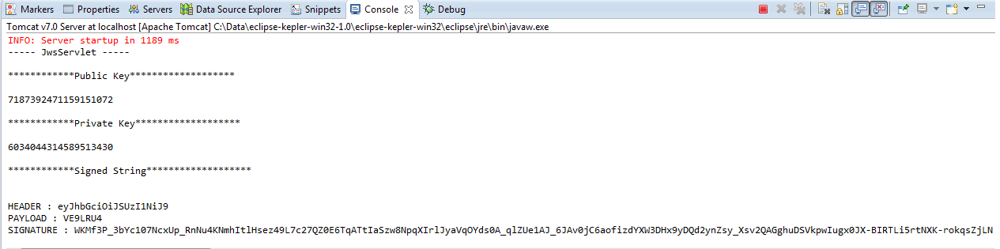 Markers Properties Servers Data Source Explorer Snippets Console Debug
Tomcat v7.0 Server at localhost [Apache Tomcat] C:\Data\eclipse-kepler-win32-1.0\eclipse-kepler-win32\eclipse\jre\bin\javaw.exe
INFO: Server startup in 1189 ms
----- JwsServlet -----
************Public Key*******************
7187392471159151072
************Private Key*******************
6034044314589513430
************Signed String*******************
HEADER : eyJhbGciOiJSUzI1NiJ9
PAYLOAD : VE9LRU4
SIGNATURE : WKMf3P_3bYc107NcxUp_RnNu4KNmhItlHsez49L7c27QZ0E6TqATtIaSzw8NpqXIrlJyaVqOYds0A_qlZUe1AJ_6JAv0jC6aofizdYXW3DHx9yDQd2ynZsy_Xsv2QAGghuDSVkpwIugx0JX-BIRTLi5rtNXK-rokqsZjLN